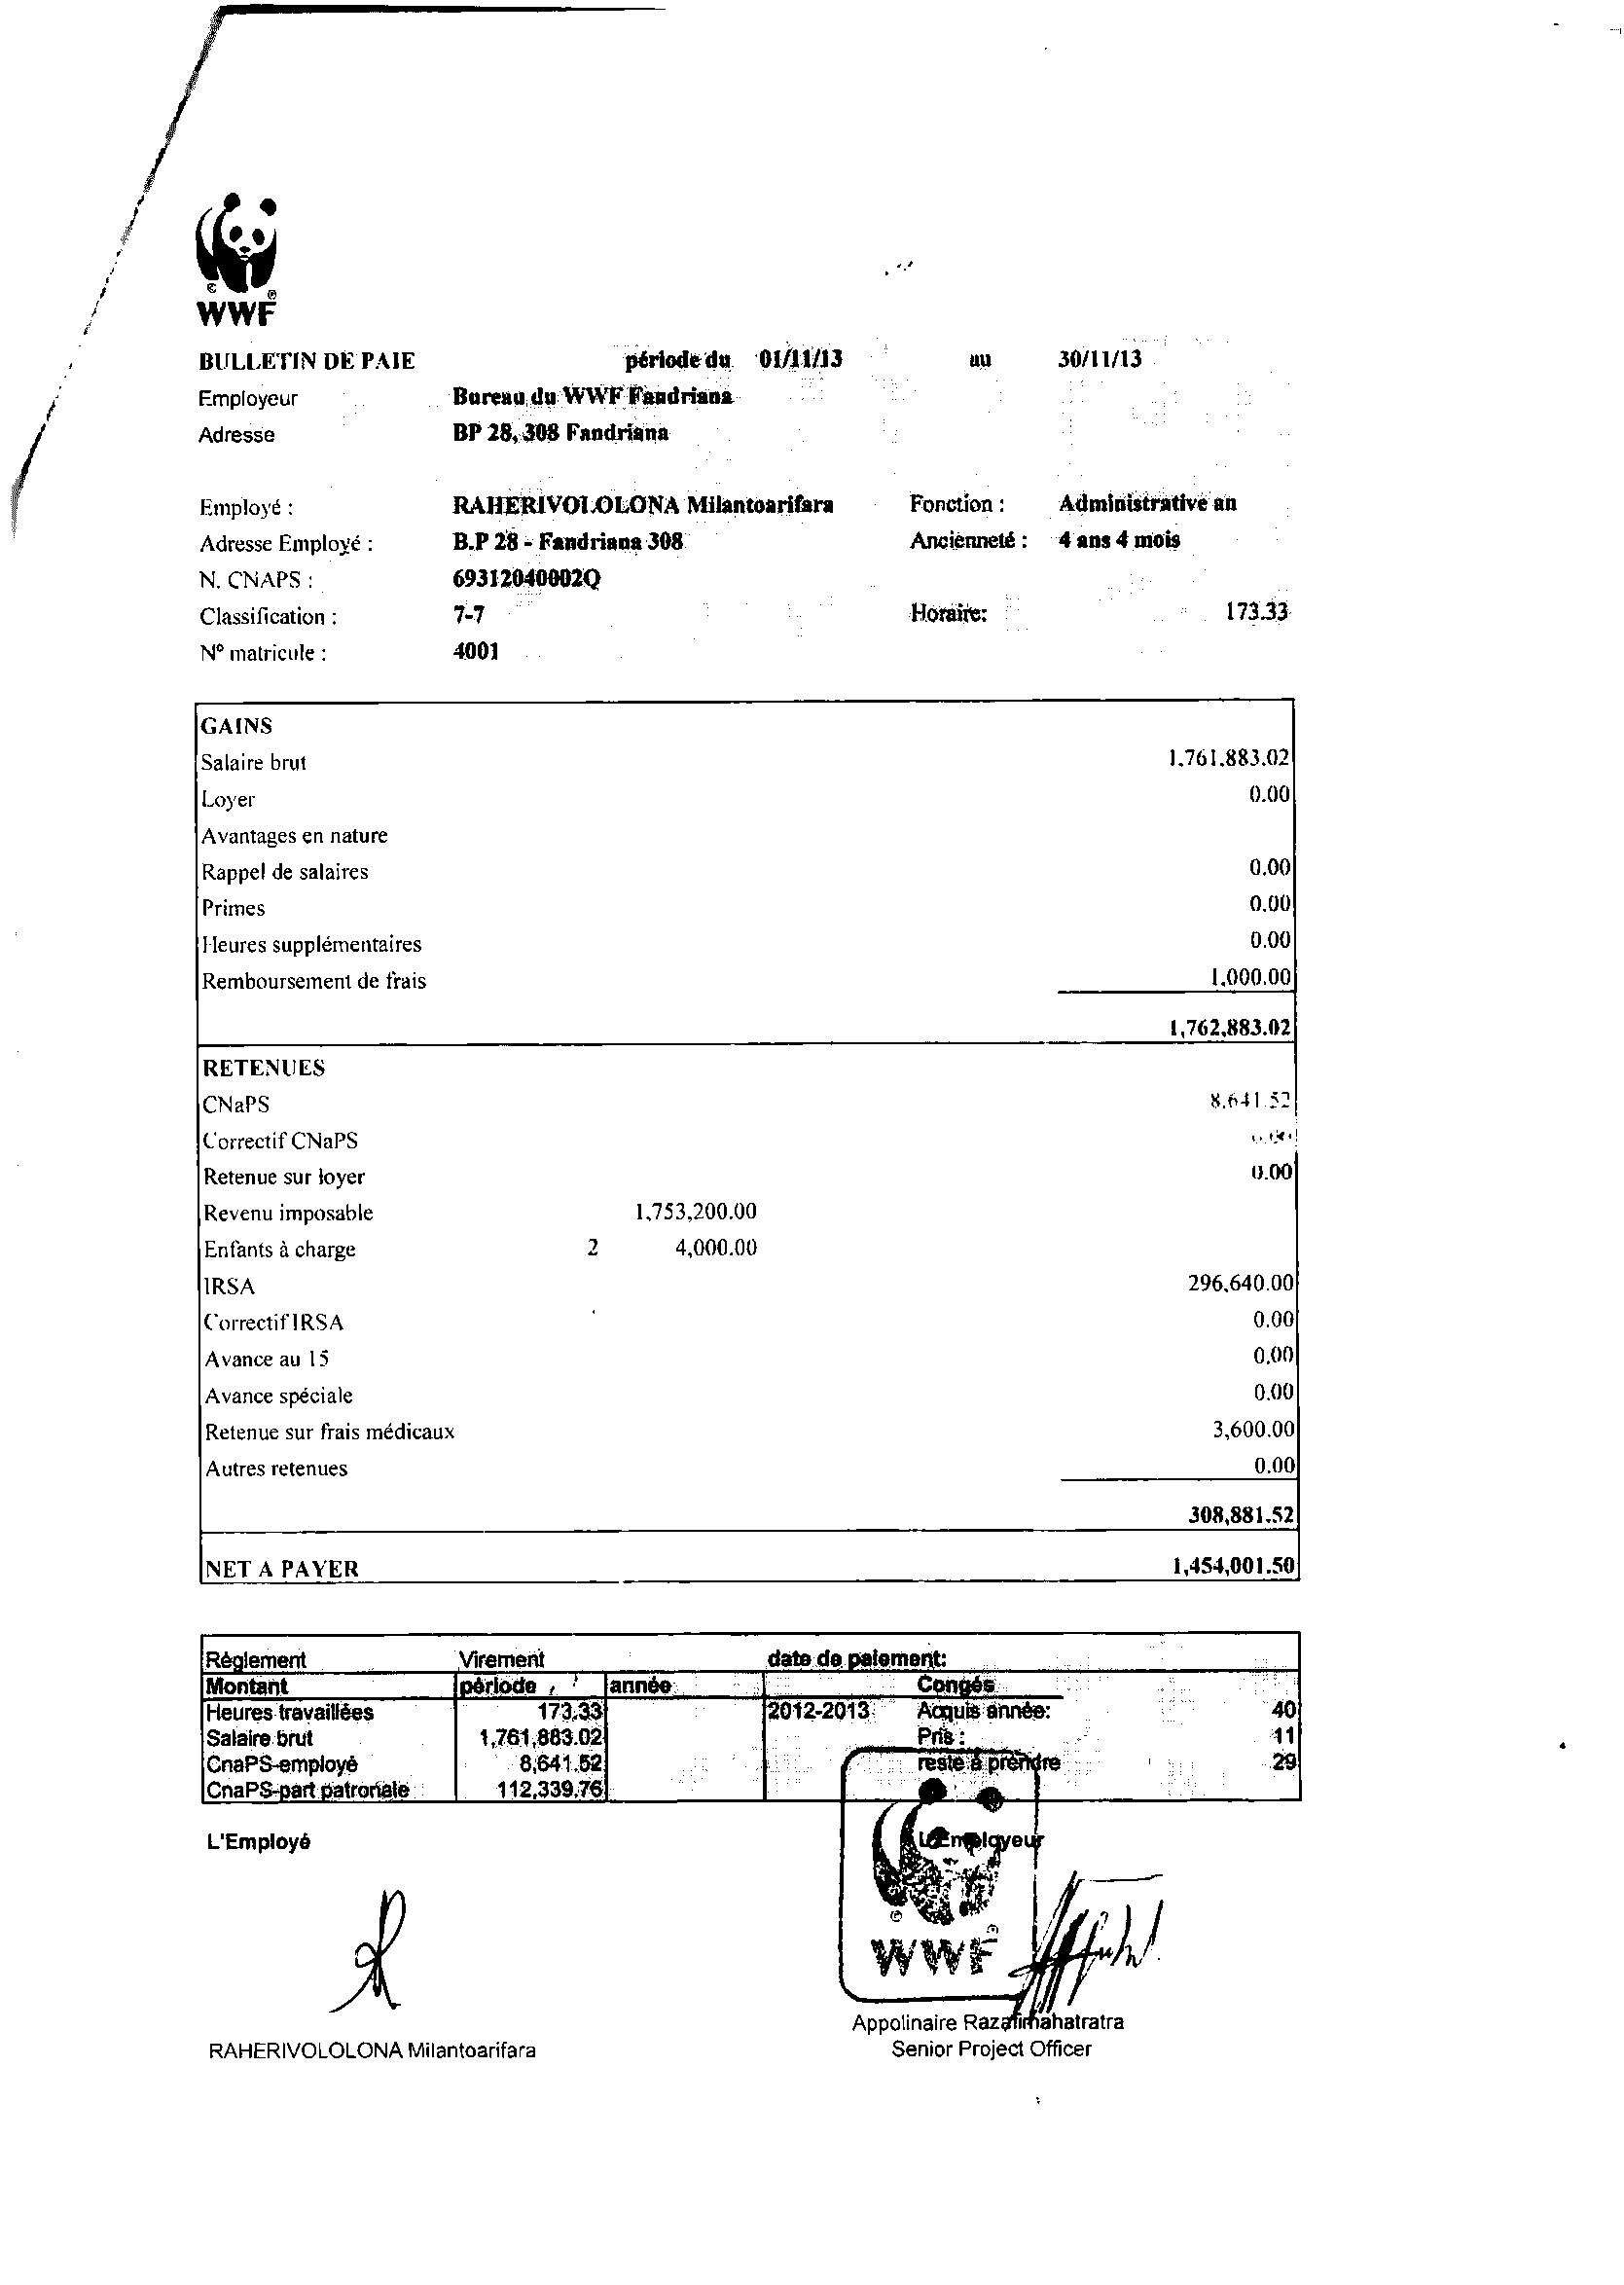 WWF
BULLETIN DE PAIE période du 01/11/13 au 30/11/13
Employeur Bureau du WWF Fandriana
Adresse BP 28, 308 Fandriana
Employé : RAHERIVOLOLONA Milantoarifara Fonction : Administrative an
Adresse Employé : B.P 28 - Fandriana 308 Ancienneté : 4 ans 4 mois
N. CNAPS : 69312040002Q
Classification : 7-7 Horaire: 173.33
N° matricule : 4001
GAINS
Salaire brut 1,761,883.02
Loyer 0.00
Avantages en nature
Rappel de salaires 0.00
Primes 0.00
Heures supplémentaires 0.00
Remboursement de frais 1,000.00
1,762,883.02
RETENUES
CNaPS 8,641.52
Correctif CNaPS
Retenue sur loyer 0.00
Revenu imposable 1,753,200.00
Enfants à charge 2 4,000.00
IRSA 296,640.00
Correctif IRSA 0.00
Avance au 15 0.00
Avance spéciale 0.00
Retenue sur frais médicaux 3,600.00
Autres retenues 0.00
308,881.52
NET A PAYER 1,454,001.50
Règlement Virement date de paiement:
Montant période année Congés
Heures travaillées 173.33 2012-2013 Acquis année: 40
Salaire brut 1,761,883.02 Pris : 11
CnaPS-employé 8,641.52 reste à prendre 29
CnaPS-part patronale 112,339.76
L'Employé L'Emplqyeur
WWF
Appolinaire Razafimahatratra
RAHERIVOLOLONA Milantoarifara Senior Project Officer